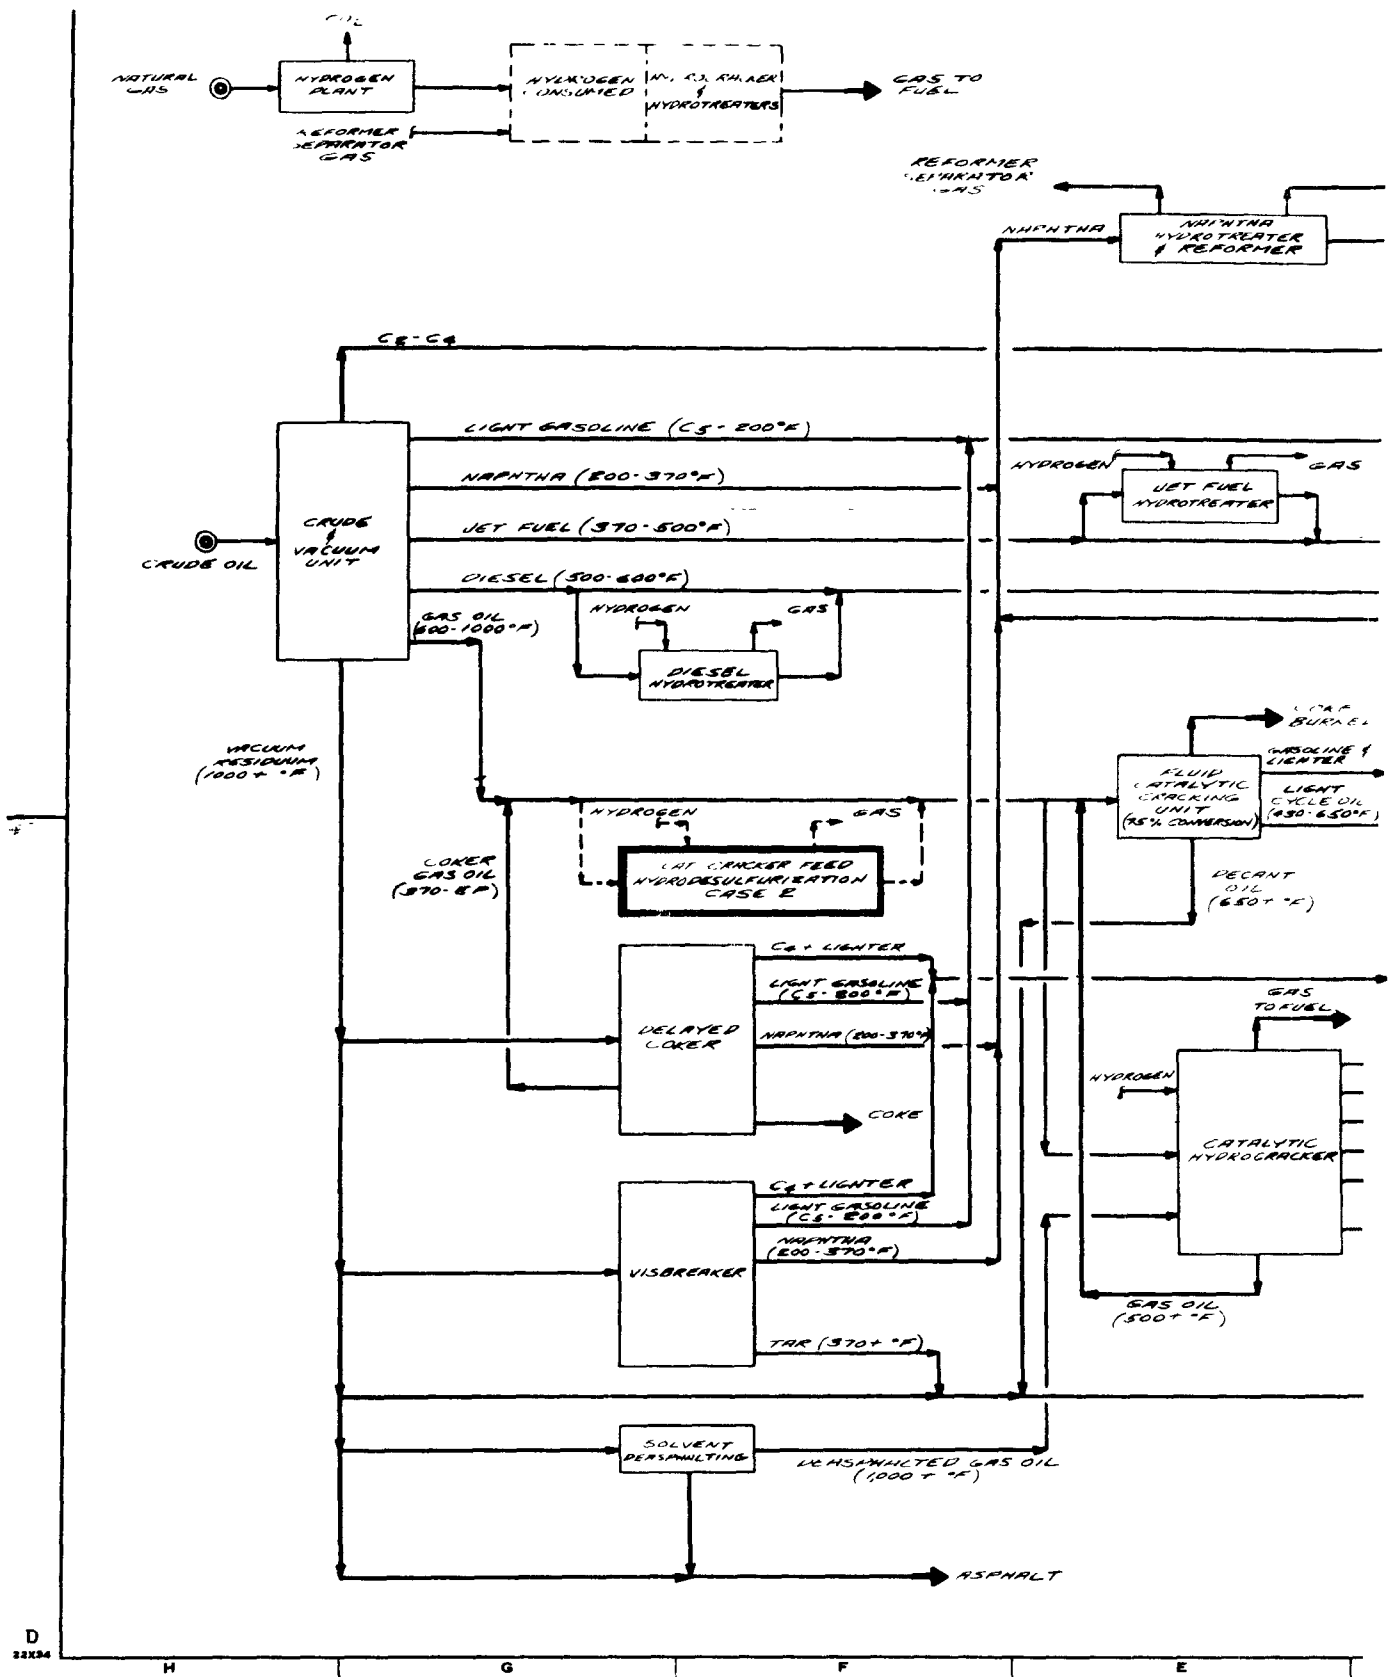 NATURAL
GAS
HYDROGEN
PLANT
HYDROGEN
CONSUMED
HYDROTREATERS
GAS TO
FUEL
REFORMER
SEPARATOR
GAS
REFORMER
SEPARATOR
GAS
NAPHTHA
NAPHTHA
HYDROTREATER
& REFORMER
C2-C4
LIGHT GASOLINE (C5-200°F)
NAPHTHA (200-370°F)
HYDROGEN
GAS
JET FUEL
HYDROTREATER
CRUDE
&
VACUUM
UNIT
JET FUEL (370-500°F)
CRUDE OIL
DIESEL (500-600°F)
GAS OIL
(600-1000°F)
HYDROGEN
GAS
DIESEL
HYDROTREATER
VACUUM
RESIDUUM
(1000+ °F)
COKE
BURNED
GASOLINE &
LIGHTER
FLUID
CATALYTIC
CRACKING
UNIT
(75% CONVERSION)
LIGHT
CYCLE OIL
(430-650°F)
HYDROGEN
GAS
COKER
GAS OIL
(370-EP)
CAT CRACKER FEED
HYDRODESULFURIZATION
CASE 2
DECANT
OIL
(650+ °F)
C4 + LIGHTER
LIGHT GASOLINE
(C5-200°F)
DELAYED
COKER
NAPHTHA (200-370°F)
COKE
GAS
TO FUEL
HYDROGEN
CATALYTIC
HYDROCRACKER
C4 + LIGHTER
LIGHT GASOLINE
(C5-200°F)
NAPHTHA
(200-370°F)
VISBREAKER
GAS OIL
(500+ °F)
TAR (370+ °F)
SOLVENT
DEASPHALTING
DEASPHALTED GAS OIL
(1,000+ °F)
ASPHALT
D
22X34
H G F E